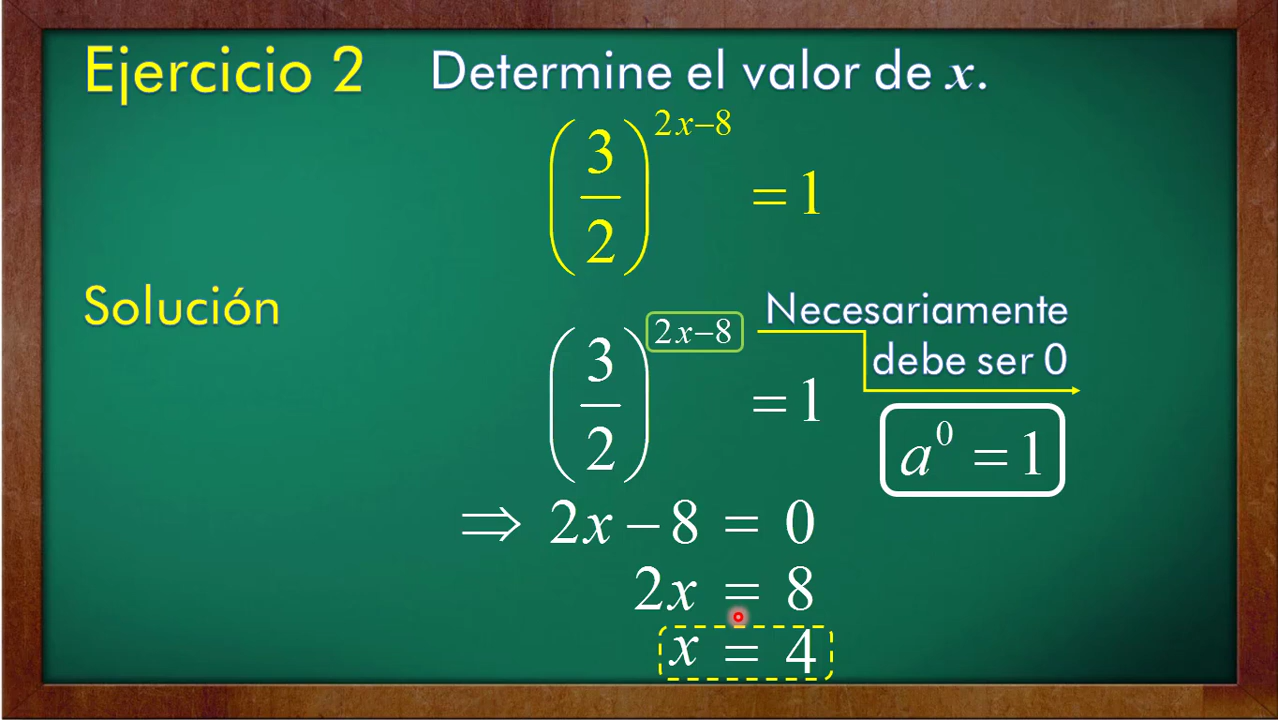 Ejercicio 2 Determine el valor de x.
(3/2)^(2x−8) = 1
Solución
(3/2)^(2x−8) = 1
Necesariamente
debe ser 0
a^0 = 1
⇒ 2x − 8 = 0
2x = 8
x = 4